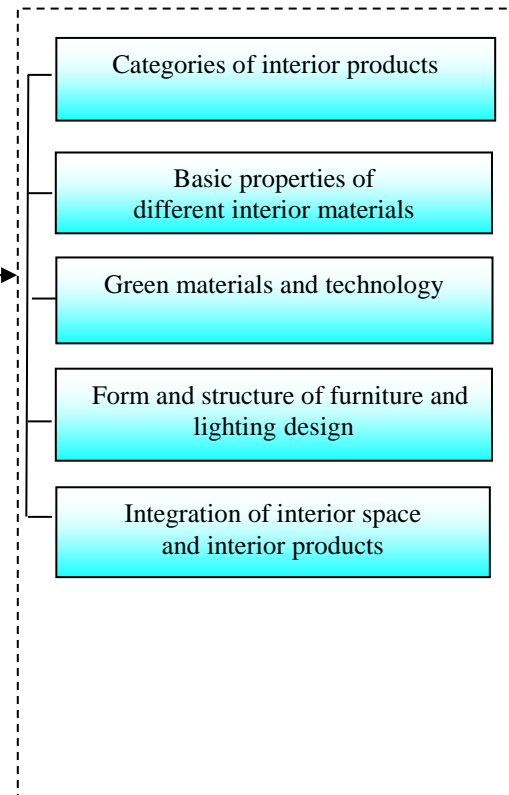 Categories of interior products
Basic properties of
different interior materials
Green materials and technology
Form and structure of furniture and
lighting design
Integration of interior space
and interior products